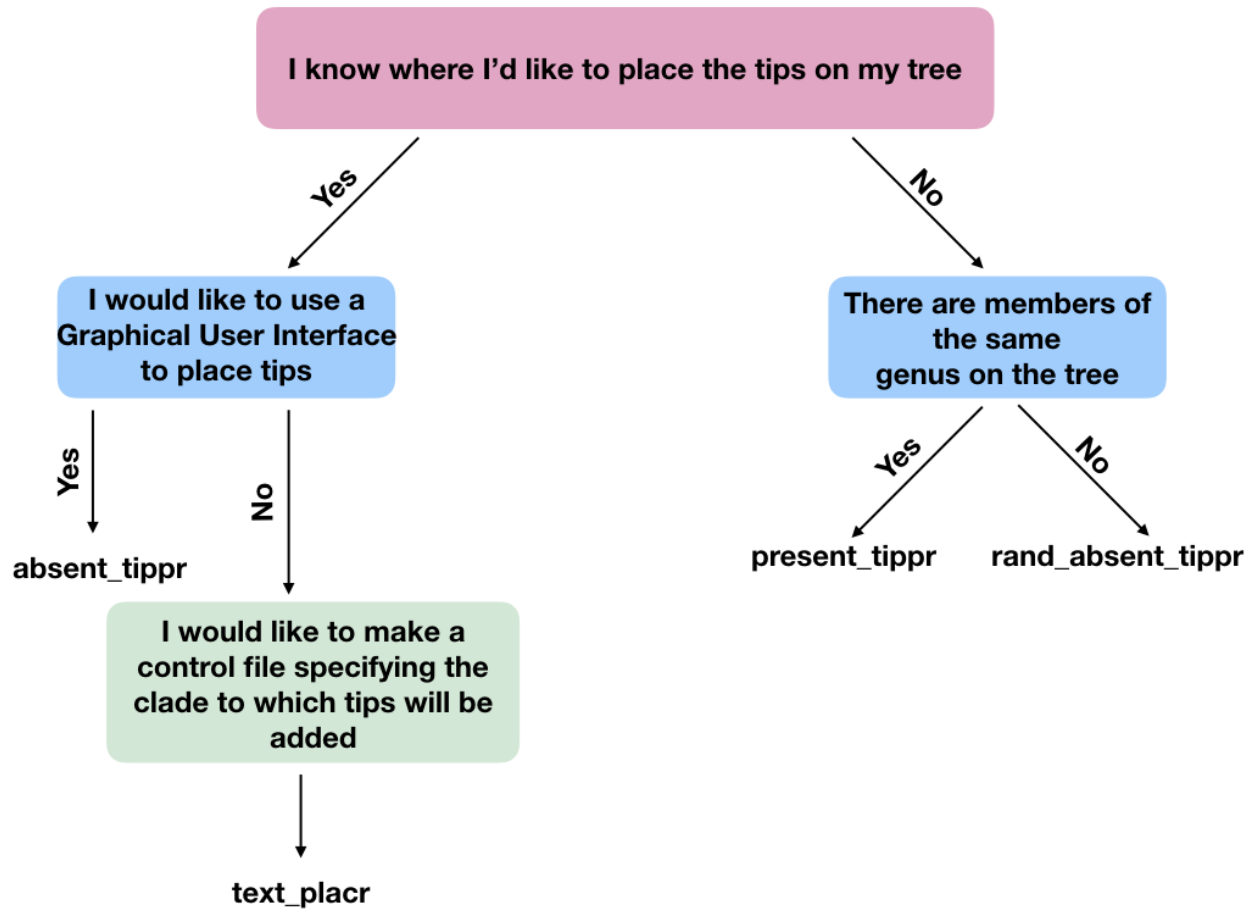 I know where I'd like to place the tips on my tree
Yes
No
I would like to use a
Graphical User Interface
to place tips
There are members of
the same
genus on the tree
Yes
No
Yes
No
absent_tippr
present_tippr
rand_absent_tippr
I would like to make a
control file specifying the
clade to which tips will be
added
text_placr